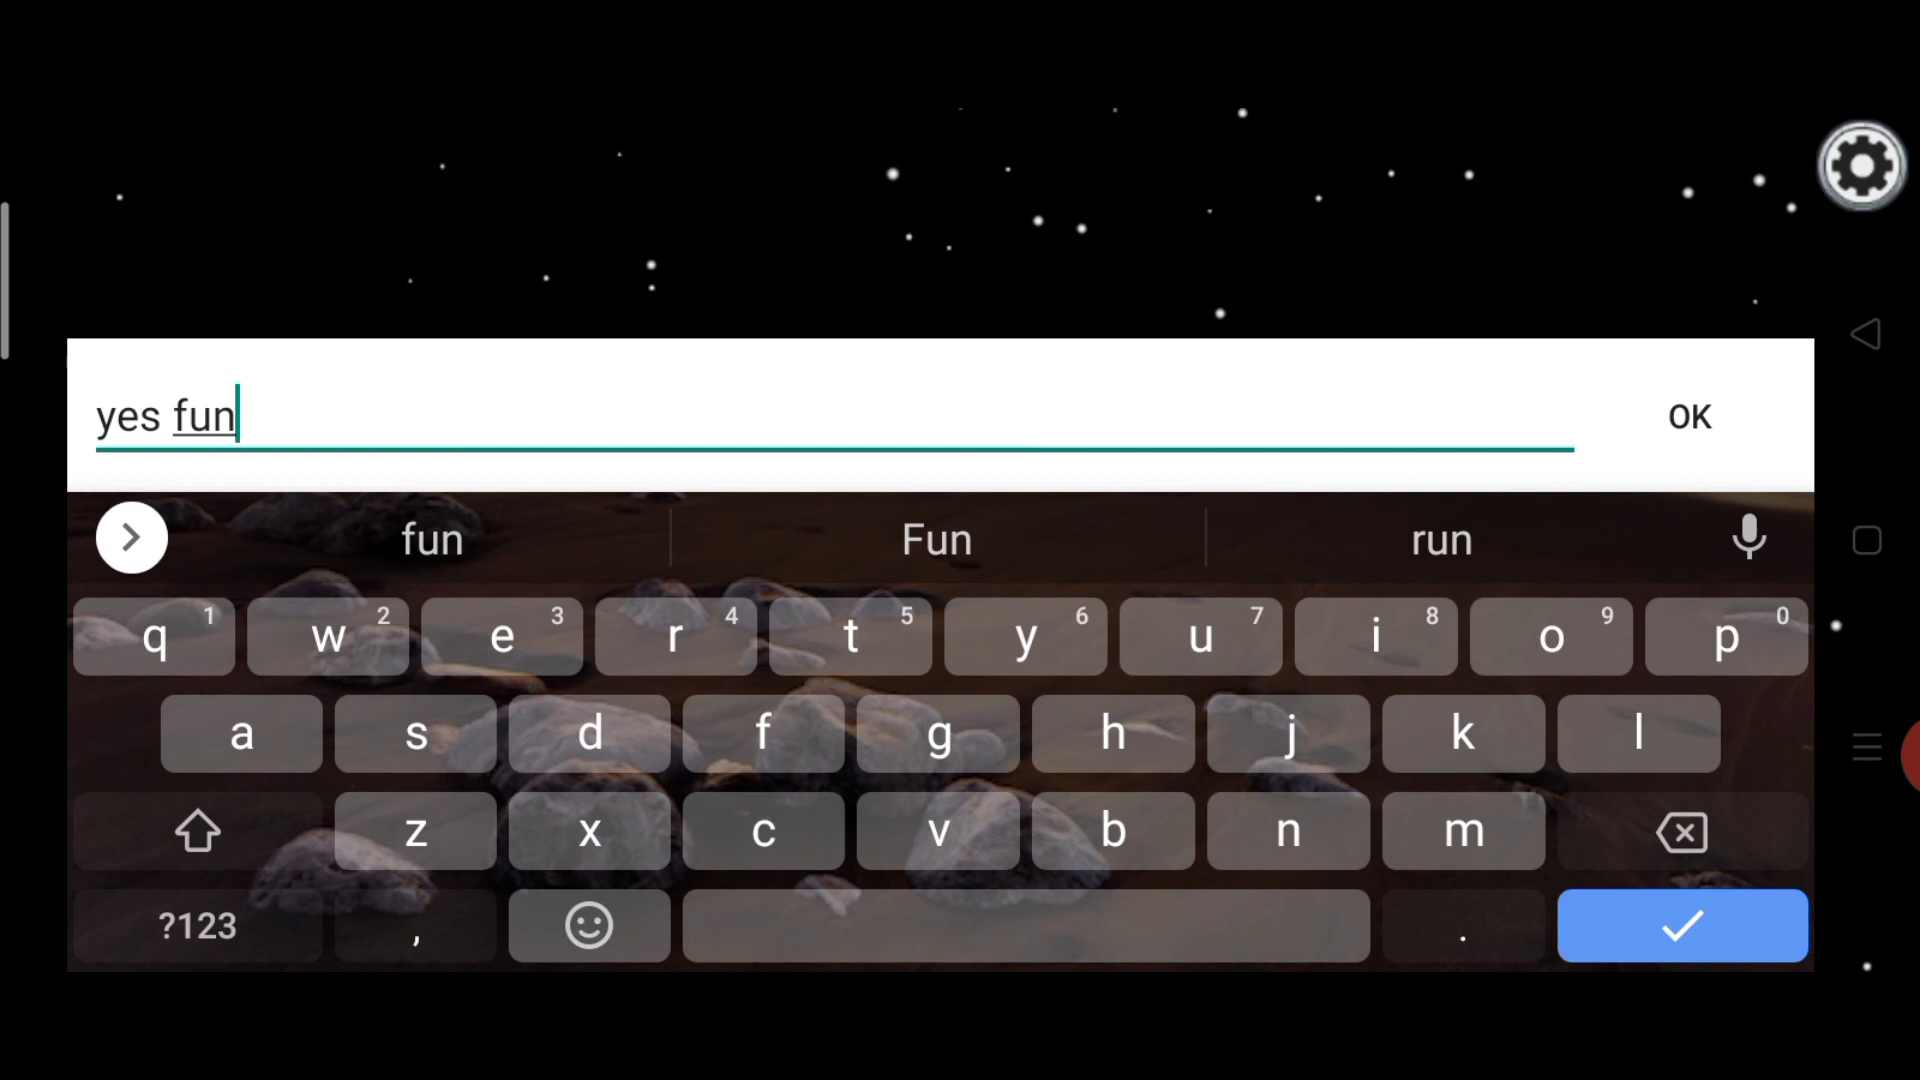 yes fun
OK
fun Fun run
q 1 w 2 e 3 r 4 t 5 y 6 u 7 i 8 o 9 p 0
a s d f g h j k l
z x c v b n m
?123 , .